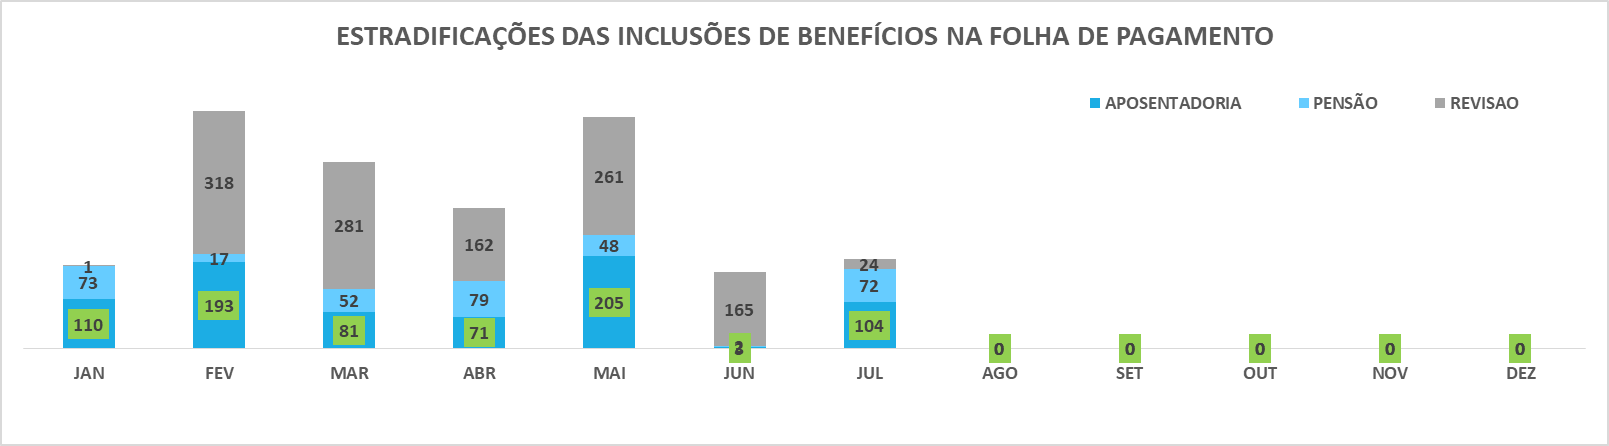 ESTRADIFICAÇÕES DAS INCLUSÕES DE BENEFÍCIOS NA FOLHA DE PAGAMENTO
APOSENTADORIA PENSÃO REVISAO
1 318 281 162 261 165 24
73 17 52 79 48 72
110 193 81 71 205 104 0 0 0 0 0
JAN FEV MAR ABR MAI JUN JUL AGO SET OUT NOV DEZ